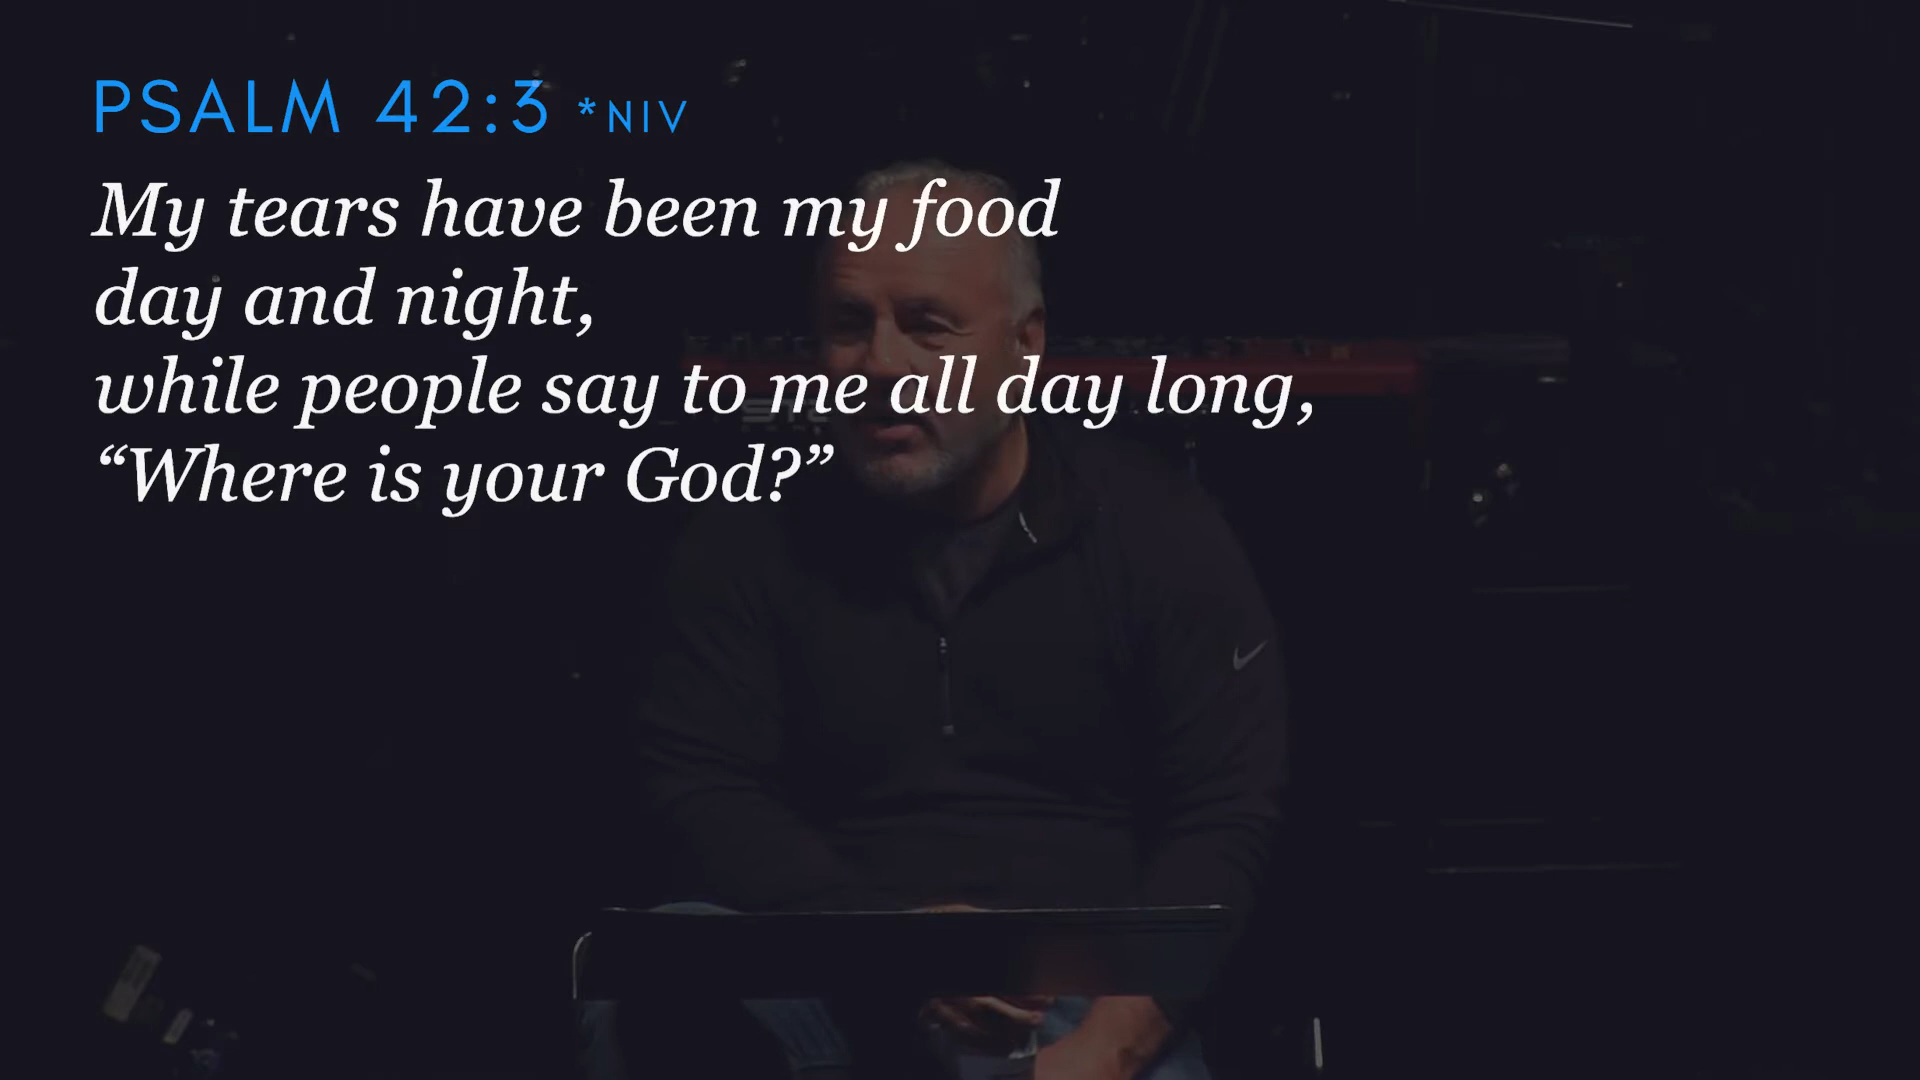 PSALM 42:3 *NIV
My tears have been my food
day and night,
while people say to me all day long,
“Where is your God?”